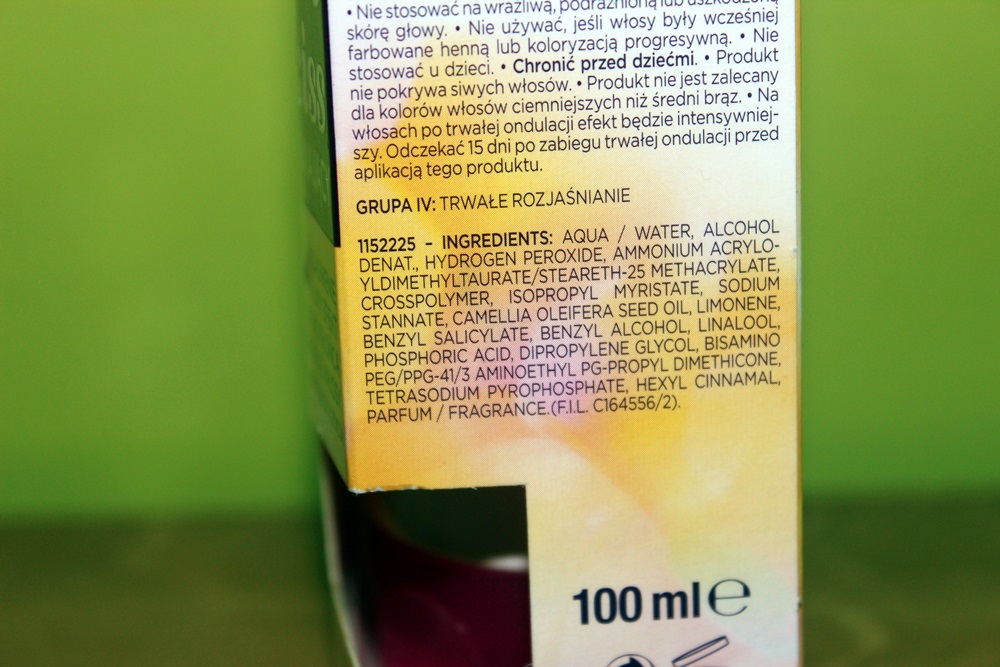 • Nie stosować na wrażliwą, podrażnioną lub uszkodzoną
skórę głowy. • Nie używać, jeśli włosy były wcześniej
farbowane henną lub koloryzacją progresywną. • Nie
stosować u dzieci. • Chronić przed dziećmi. • Produkt
nie pokrywa siwych włosów. • Produkt nie jest zalecany
dla kolorów włosów ciemniejszych niż średni brąz. • Na
włosach po trwałej ondulacji efekt będzie intensywniej-
szy. Odczekać 15 dni po zabiegu trwałej ondulacji przed
aplikacją tego produktu.
GRUPA IV: TRWAŁE ROZJAŚNIANIE
1152225 - INGREDIENTS: AQUA / WATER, ALCOHOL
DENAT., HYDROGEN PEROXIDE, AMMONIUM ACRYLO-
YLDIMETHYLTAURATE/STEARETH-25 METHACRYLATE,
CROSSPOLYMER, ISOPROPYL MYRISTATE, SODIUM
STANNATE, CAMELLIA OLEIFERA SEED OIL, LIMONENE,
BENZYL SALICYLATE, BENZYL ALCOHOL, LINALOOL,
PHOSPHORIC ACID, DIPROPYLENE GLYCOL, BISAMINO
PEG/PPG-41/3 AMINOETHYL PG-PROPYL DIMETHICONE,
TETRASODIUM PYROPHOSPHATE, HEXYL CINNAMAL,
PARFUM / FRAGRANCE.(F.I.L. C164556/2).
100 ml ℮